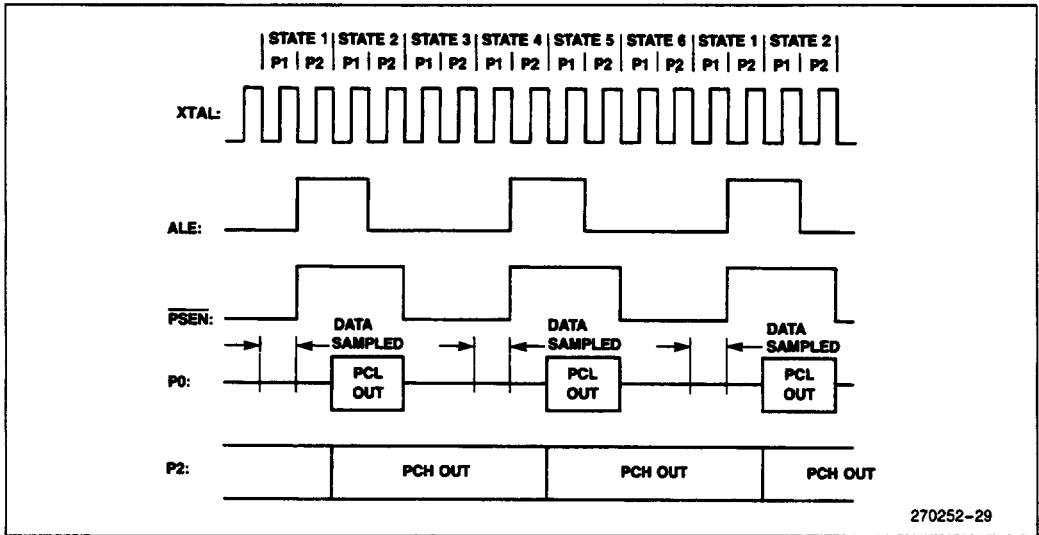 | STATE 1 | STATE 2 | STATE 3 | STATE 4 | STATE 5 | STATE 6 | STATE 1 | STATE 2 |
| P1 | P2 | P1 | P2 | P1 | P2 | P1 | P2 | P1 | P2 | P1 | P2 | P1 | P2 | P1 | P2 |
XTAL:
ALE:
PSEN:
DATA SAMPLED
DATA SAMPLED
DATA SAMPLED
P0:
PCL OUT
PCL OUT
PCL OUT
P2:
PCH OUT
PCH OUT
PCH OUT
270252-29